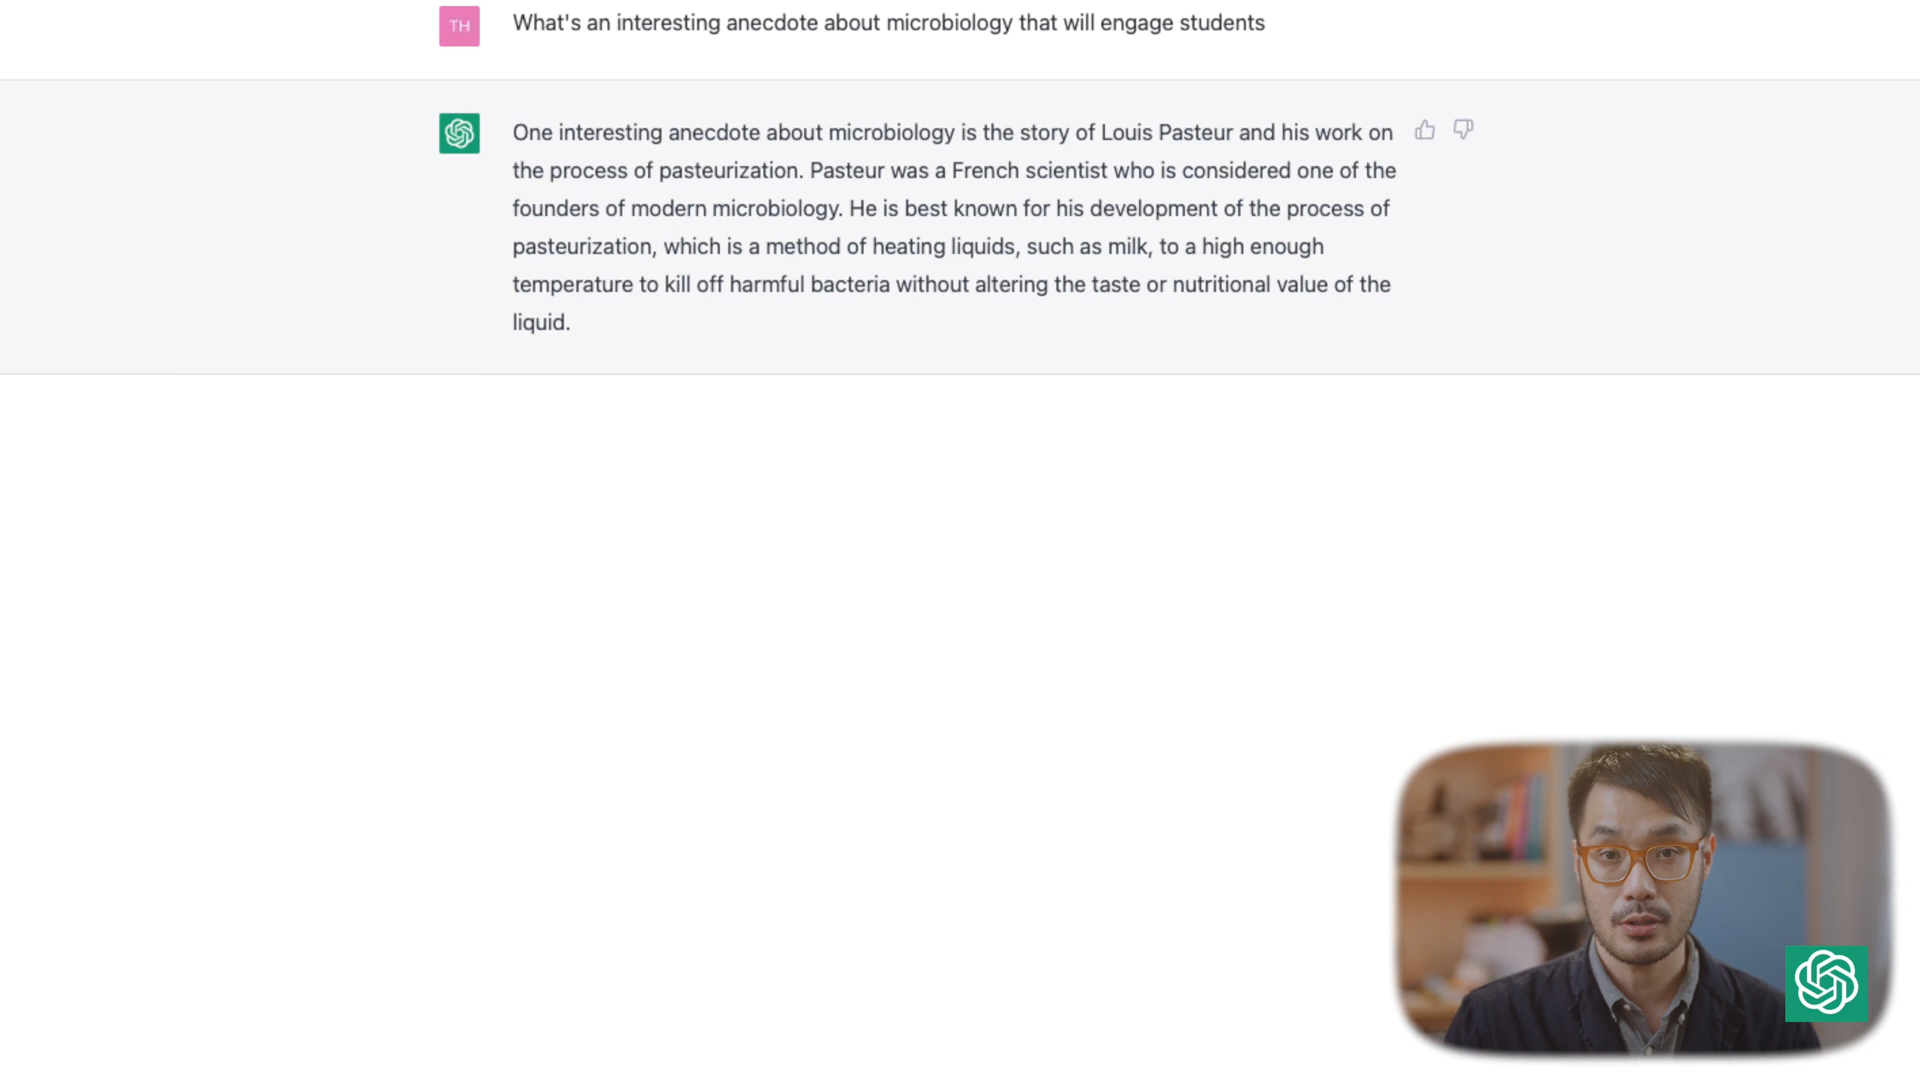 TH
What's an interesting anecdote about microbiology that will engage students
One interesting anecdote about microbiology is the story of Louis Pasteur and his work on
the process of pasteurization. Pasteur was a French scientist who is considered one of the
founders of modern microbiology. He is best known for his development of the process of
pasteurization, which is a method of heating liquids, such as milk, to a high enough
temperature to kill off harmful bacteria without altering the taste or nutritional value of the
liquid.